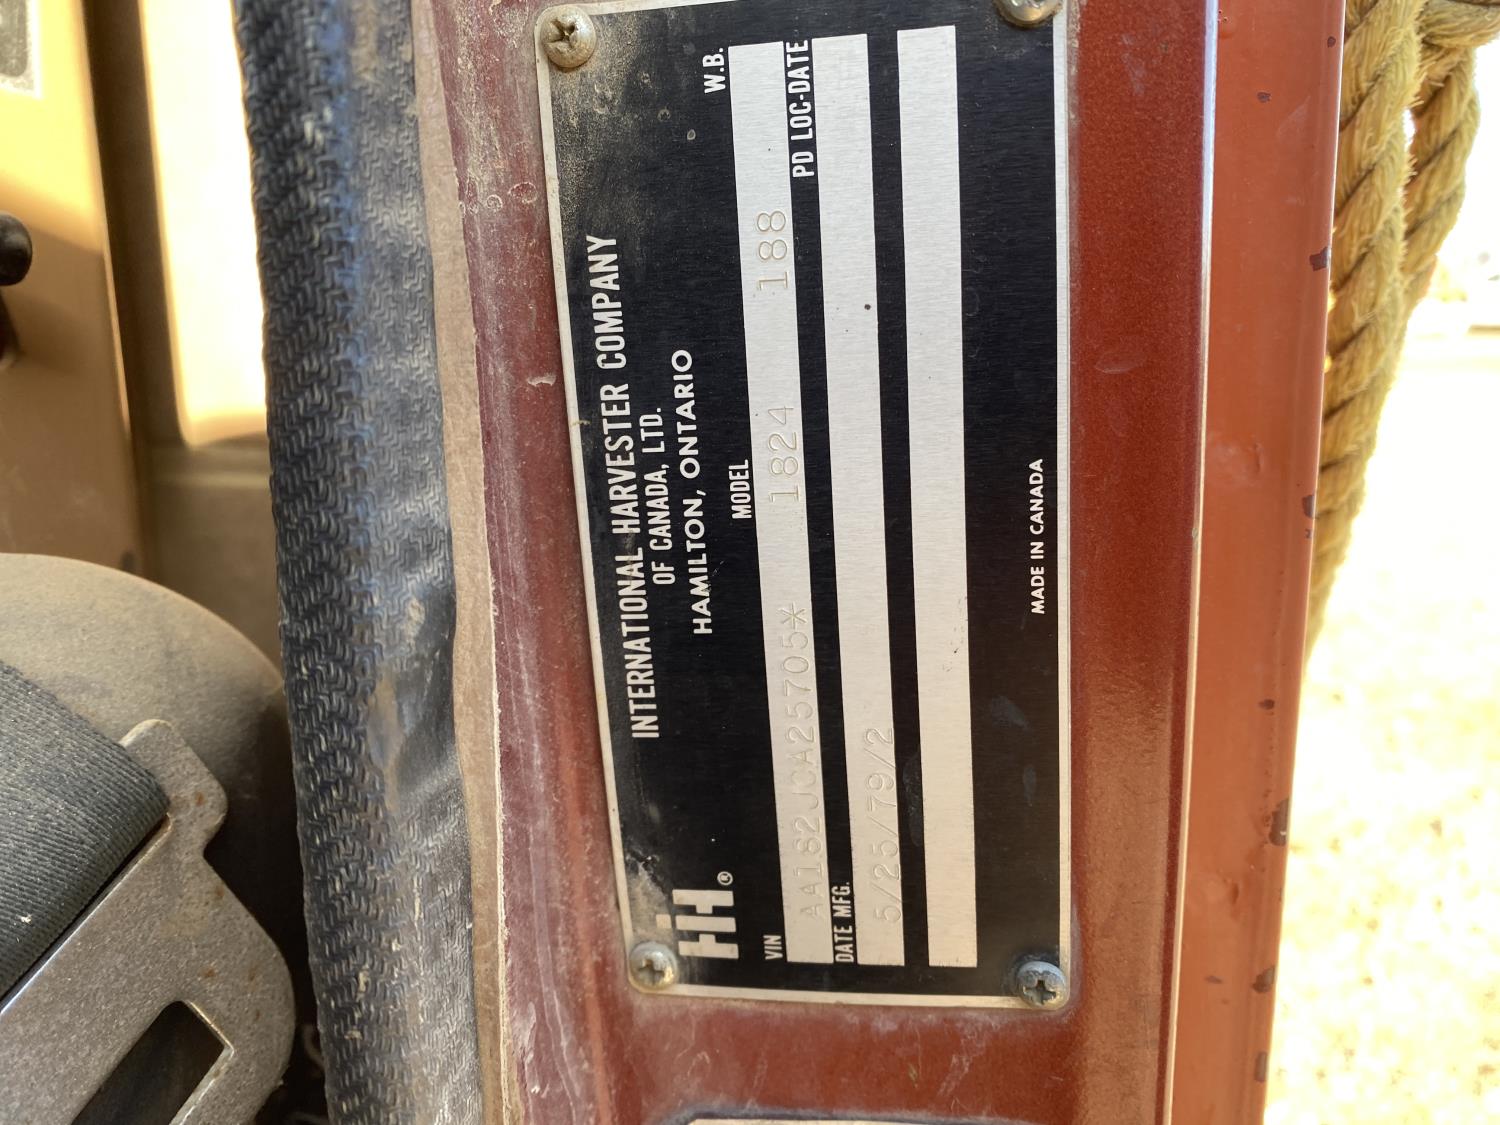 INTERNATIONAL HARVESTER COMPANY
OF CANADA, LTD.
HAMILTON, ONTARIO
IH ®
VIN MODEL W.B.
AA162JCA25705* 1824 188
DATE MFG. PD LOC-DATE
5/25/79/2
MADE IN CANADA